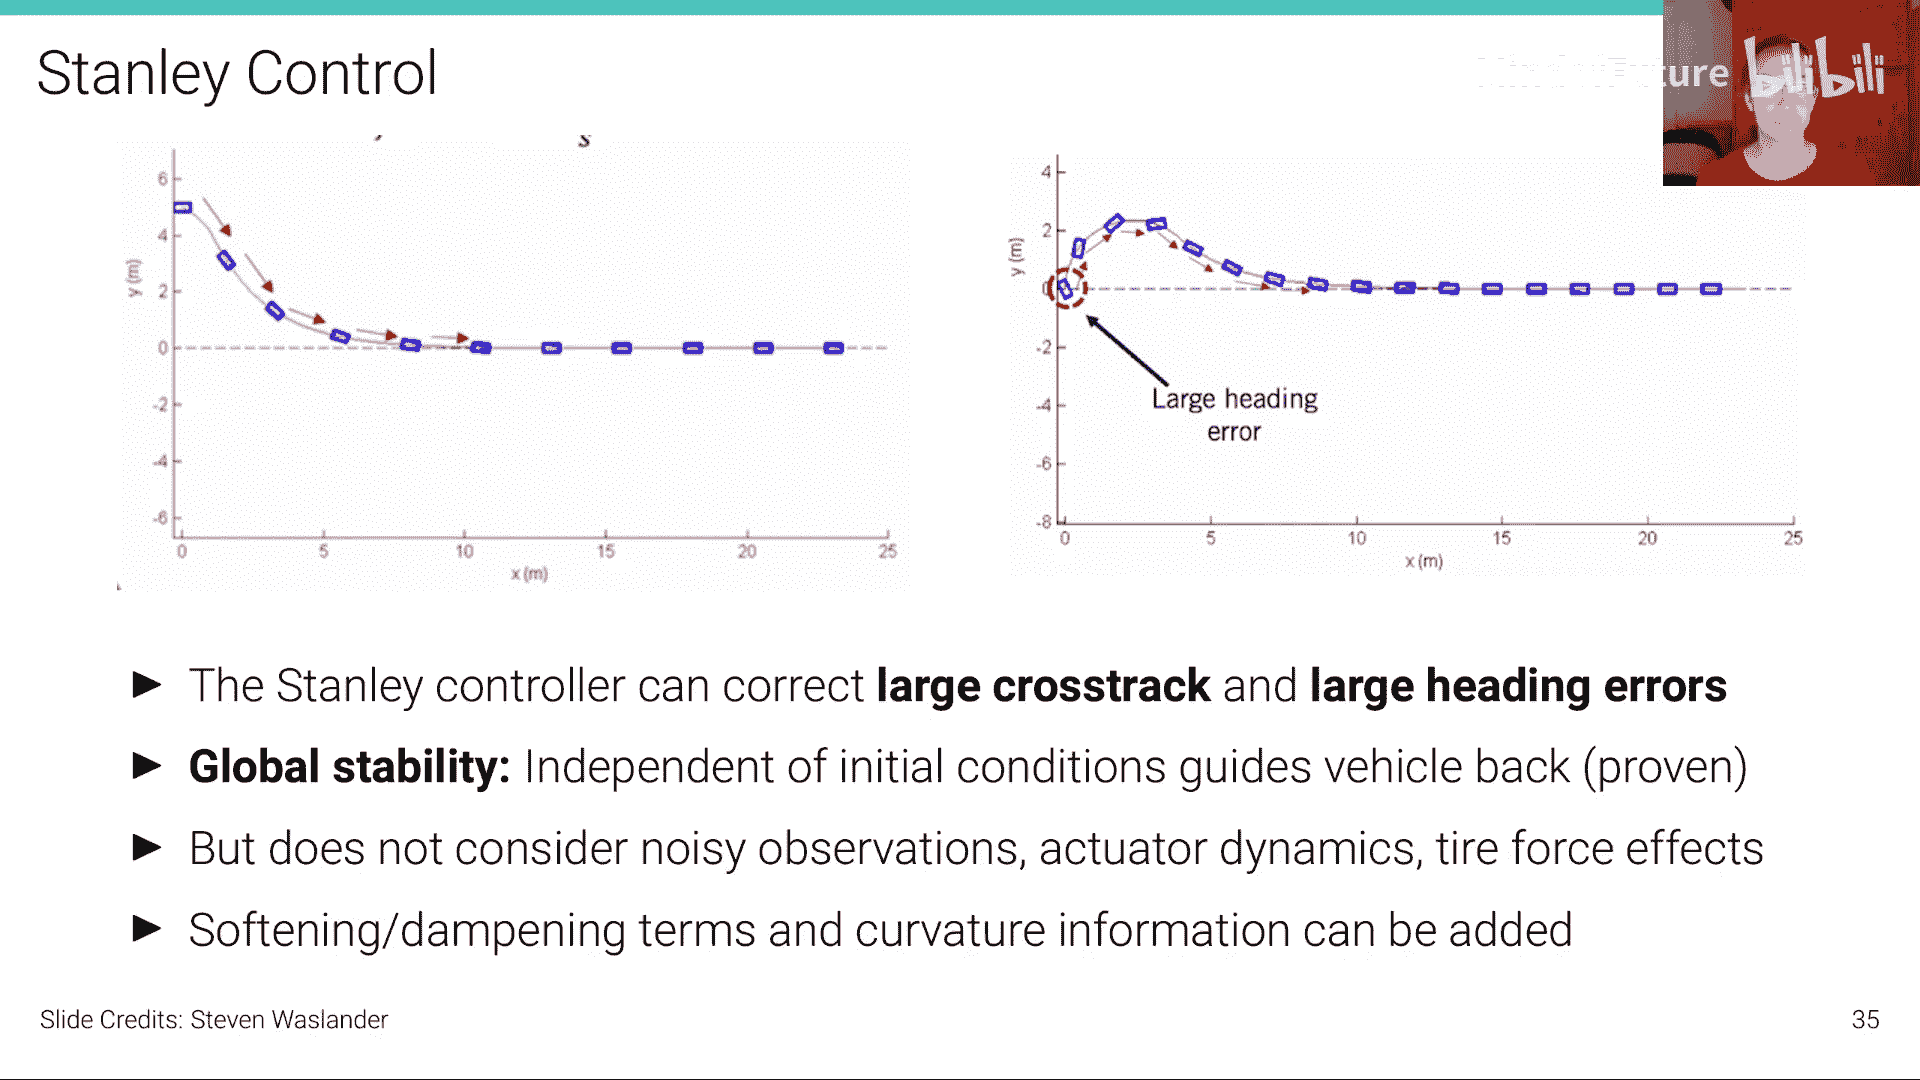 Stanley Control
ture bilibili
s
6
4
2
0
-2
-4
-6
y (m)
0 5 10 15 20 25
x (m)
4
2
0
-2
-4
-6
-8
y (m)
Large heading
error
0 5 10 15 20 25
x (m)
► The Stanley controller can correct large crosstrack and large heading errors
► Global stability: Independent of initial conditions guides vehicle back (proven)
► But does not consider noisy observations, actuator dynamics, tire force effects
► Softening/dampening terms and curvature information can be added
Slide Credits: Steven Waslander
35